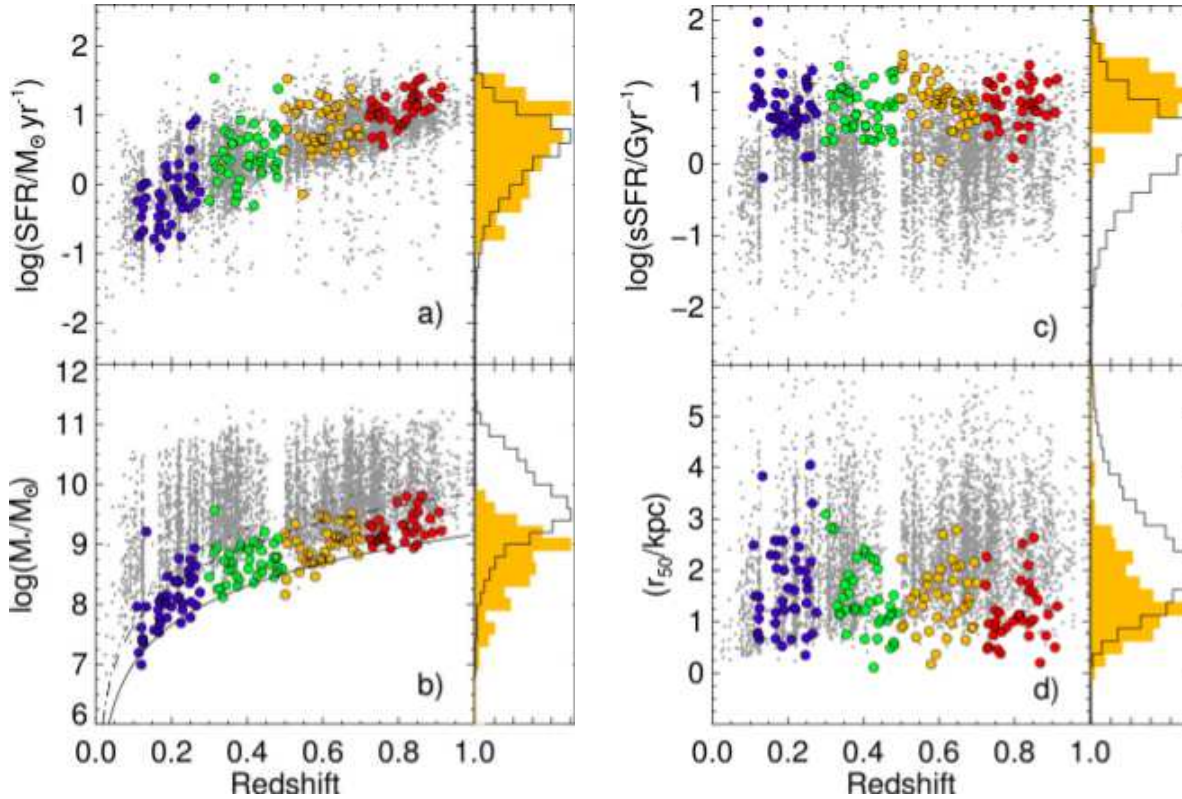 log(SFR/M⊙ yr⁻¹)
2
1
0
-1
-2
a)
log(M*/M⊙)
12
11
10
9
8
7
6
b)
0.0 0.2 0.4 0.6 0.8 1.0
Redshift
log(sSFR/Gyr⁻¹)
2
1
0
−1
−2
c)
(r50/kpc)
5
4
3
2
1
0
d)
0.0 0.2 0.4 0.6 0.8 1.0
Redshift